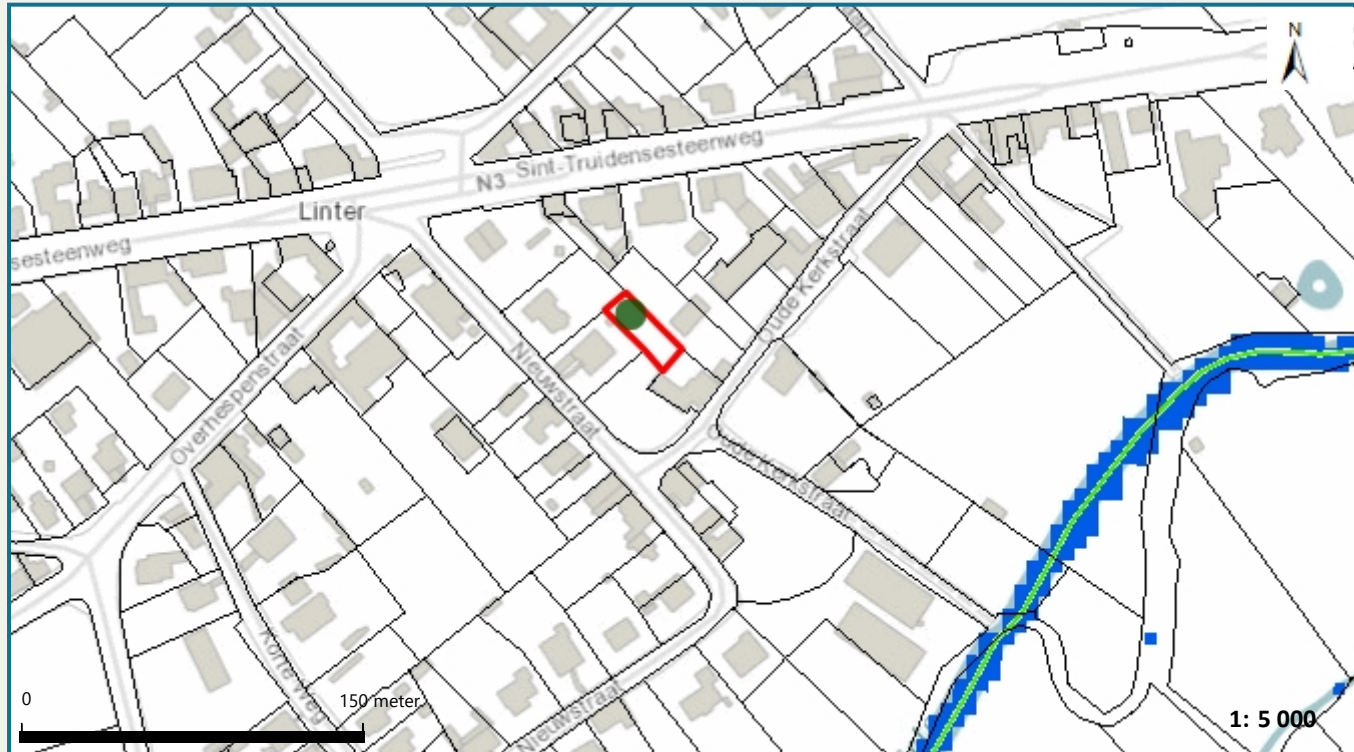 N
Sint-Truidensesteenweg
N3
Linter
sesteenweg
Oude Kerkstraat
Nieuwstraat
Overhespenstraat
Oude Kerkstraat
Korte Weg
Nieuwstraat
0
150 meter
1: 5 000